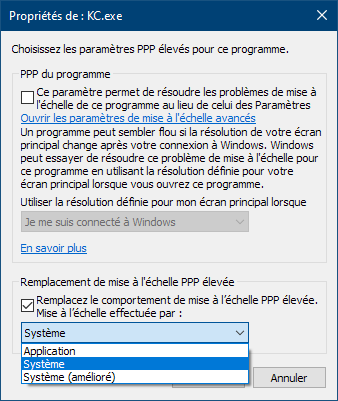 Propriétés de : KC.exe
Choisissez les paramètres PPP élevés pour ce programme.
PPP du programme
Ce paramètre permet de résoudre les problèmes de mise à
l'échelle de ce programme au lieu de celui des Paramètres
Ouvrir les paramètres de mise à l'échelle avancés
Un programme peut sembler flou si la résolution de votre écran
principal change après votre connexion à Windows. Windows
peut essayer de résoudre ce problème de mise à l'échelle pour
ce programme en utilisant la résolution définie pour votre
écran principal lorsque vous ouvrez ce programme.
Utiliser la résolution définie pour mon écran principal lorsque
Je me suis connecté à Windows
En savoir plus
Remplacement de mise à l'échelle PPP élevée
Remplacez le comportement de mise à l'échelle PPP élevée.
Mise à l'échelle effectuée par :
Système
Application
Système
Système (amélioré)
Annuler